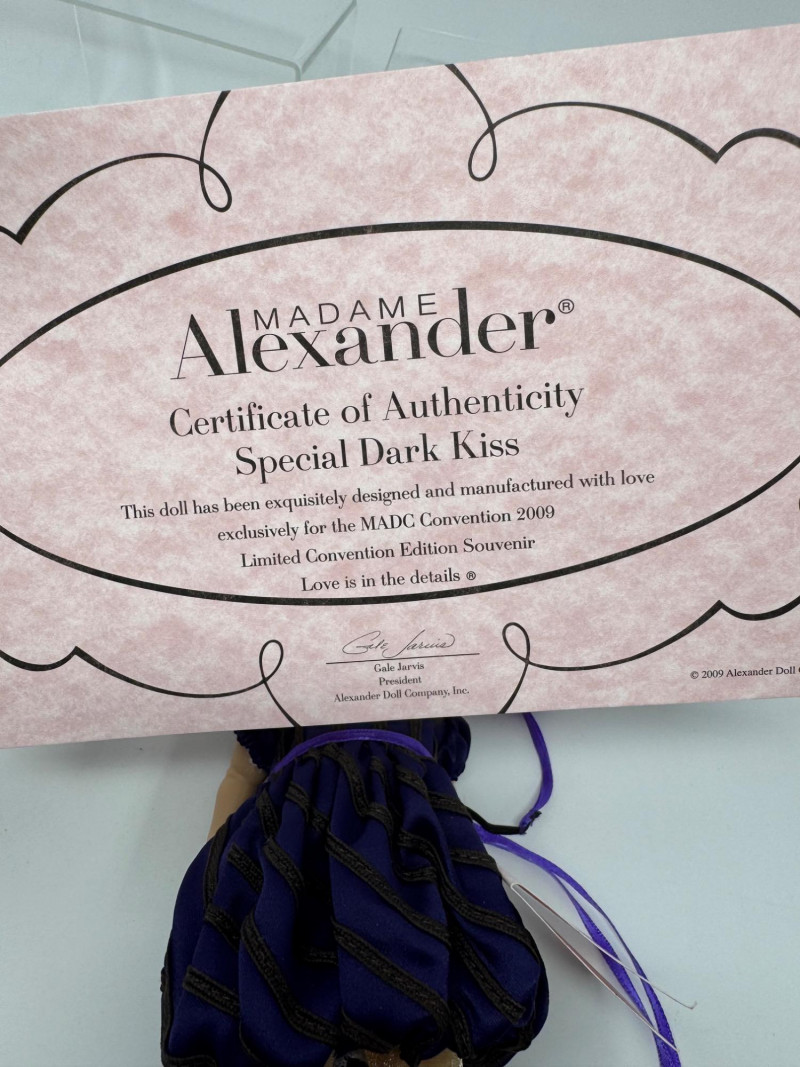 MADAME
Alexander®
Certificate of Authenticity
Special Dark Kiss
This doll has been exquisitely designed and manufactured with love
exclusively for the MADC Convention 2009
Limited Convention Edition Souvenir
Love is in the details ®
Gale Jarvis
Gale Jarvis
President
Alexander Doll Company, Inc.
© 2009 Alexander Doll